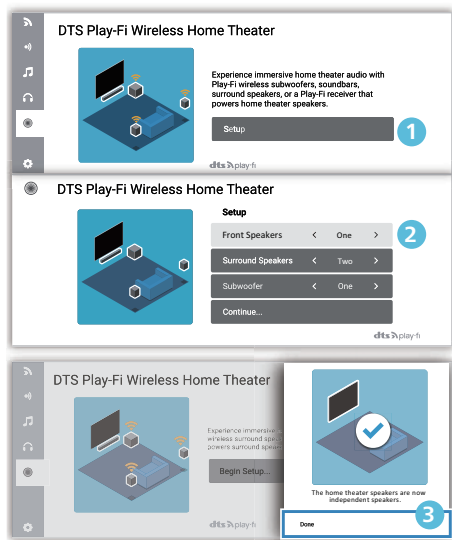 DTS Play-Fi Wireless Home Theater
Experience immersive home theater audio with
Play-Fi wireless subwoofers, soundbars,
surround speakers, or a Play-Fi receiver that
powers home theater speakers.
Setup
1
dts play-fi
DTS Play-Fi Wireless Home Theater
Setup
Front Speakers < One >
2
Surround Speakers < Two >
Subwoofer < One >
Continue...
dts play-fi
DTS Play-Fi Wireless Home Theater
Experience immersive
wireless surround
powers surround
Begin Setup...
dts play-fi
The home theater speakers are now
independent speakers.
3
Done